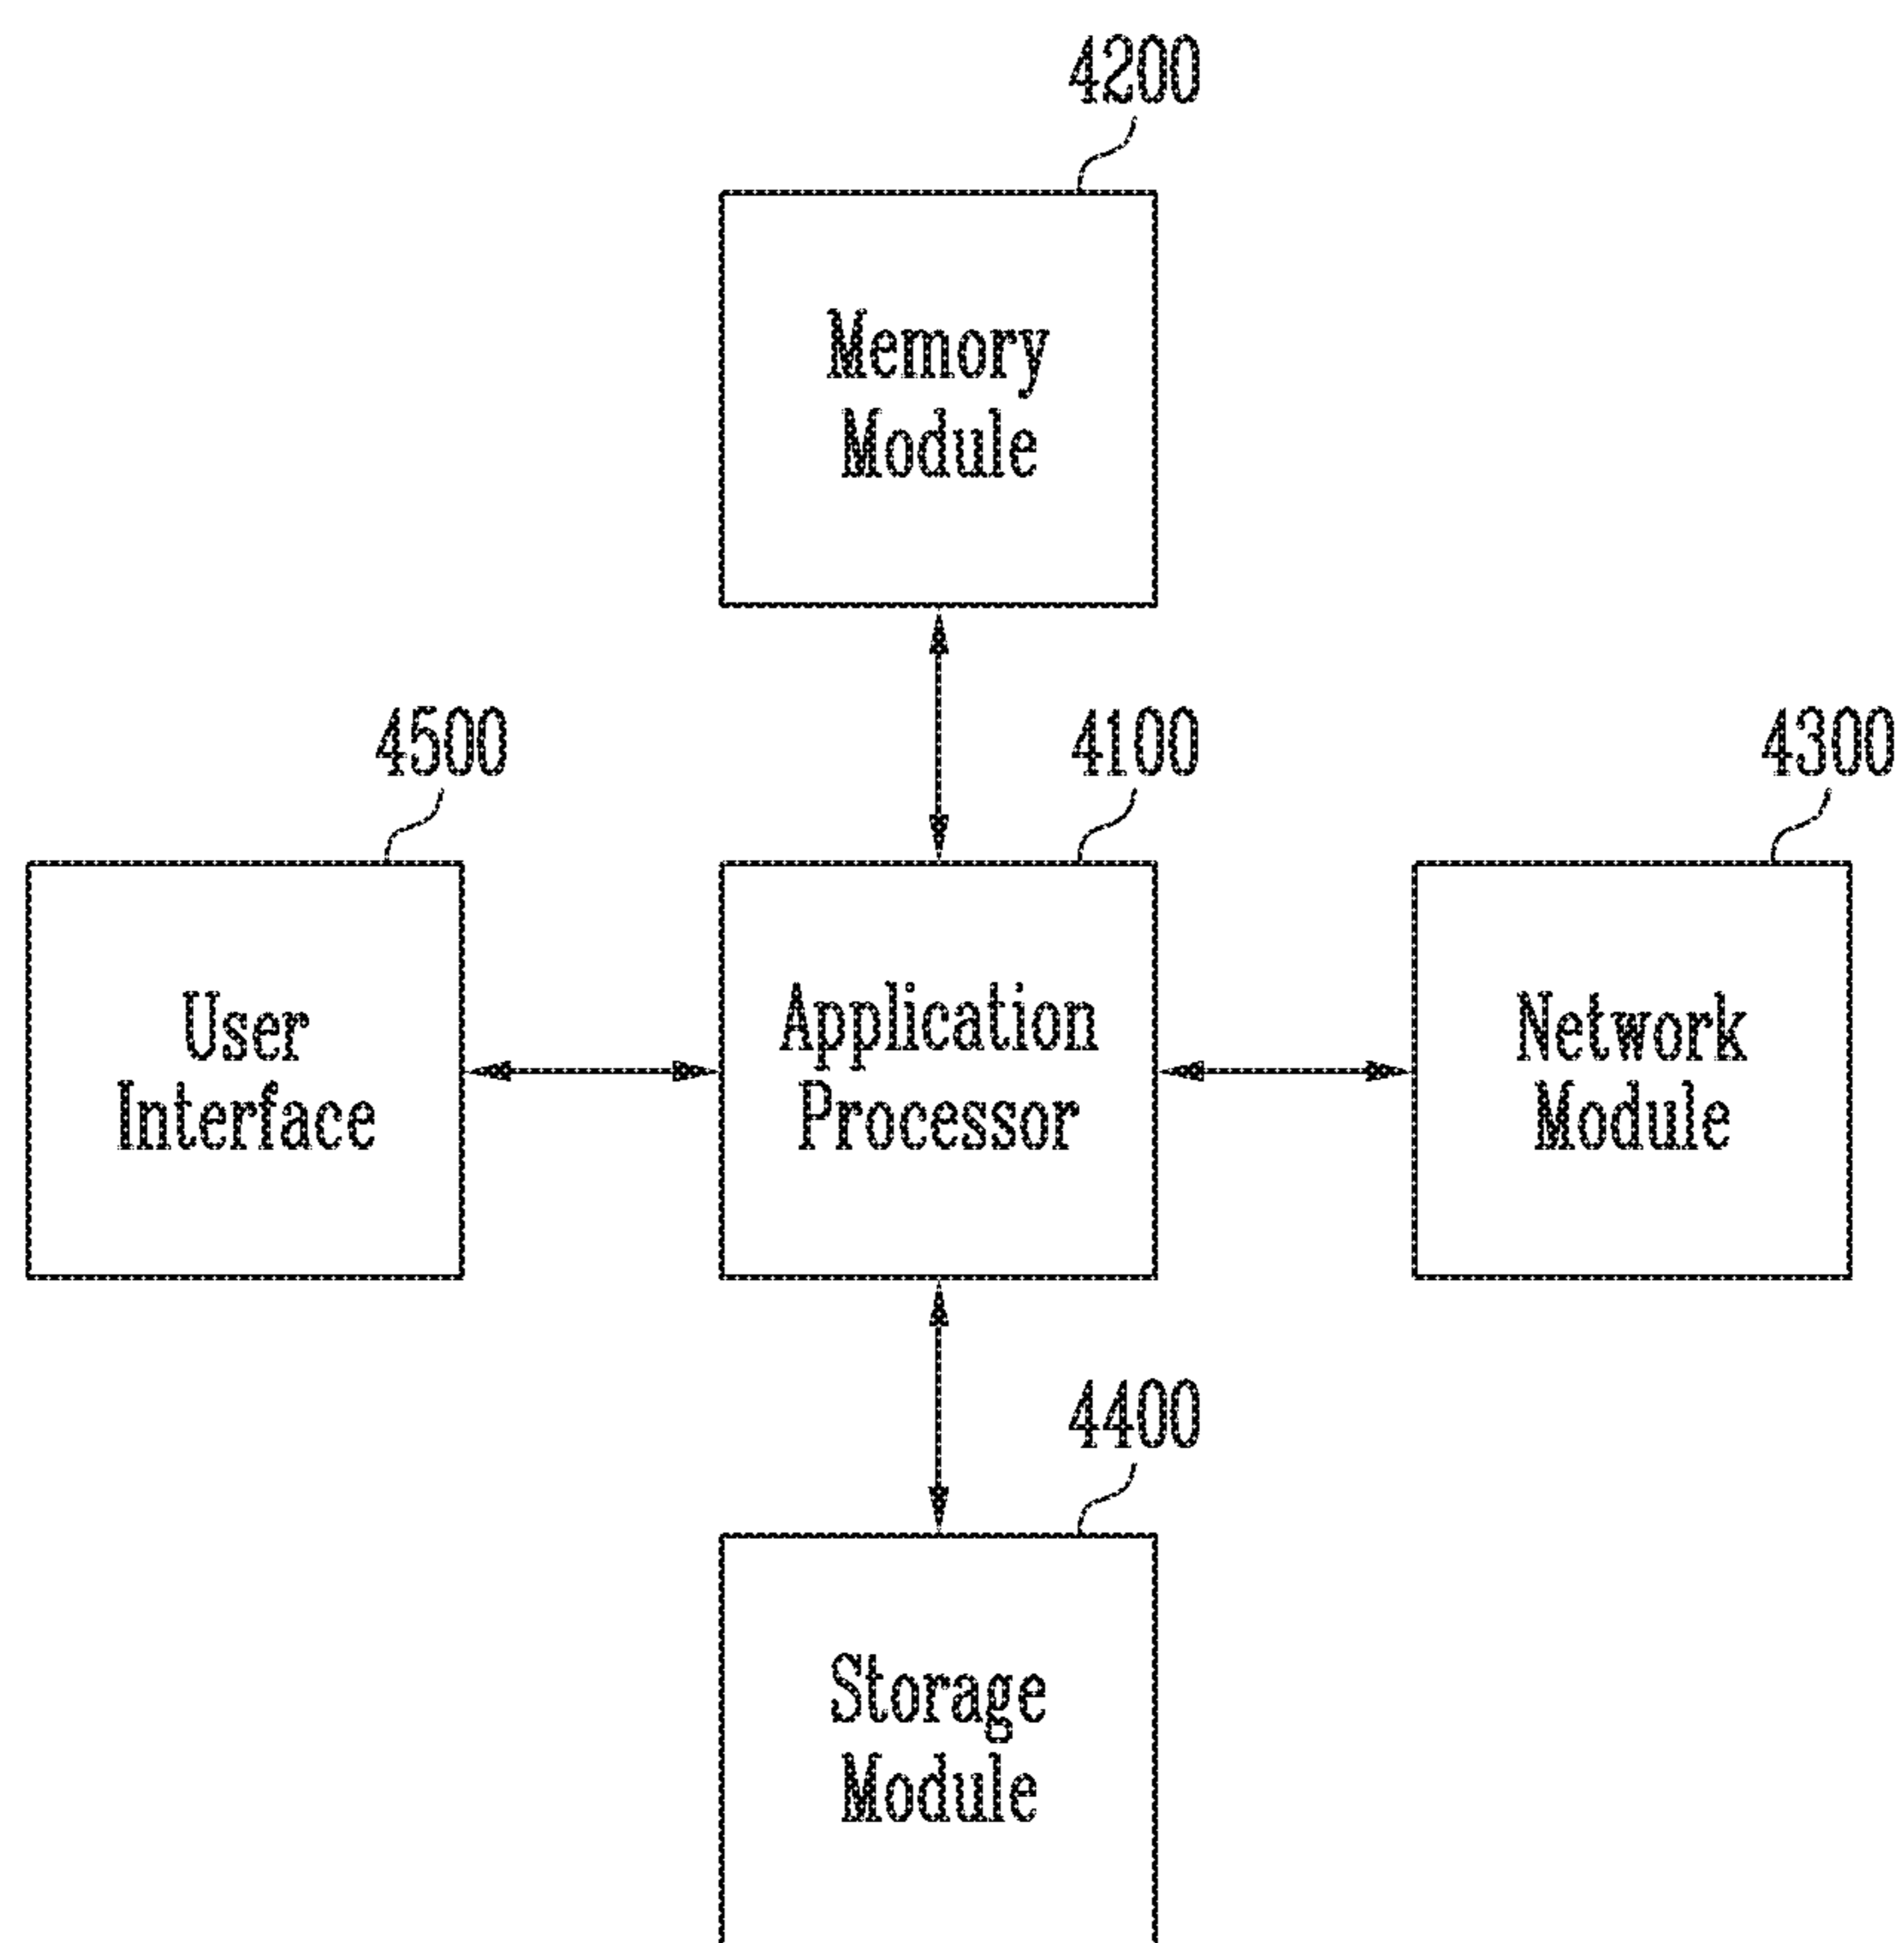 4200
Memory
Module
4500
4100
4300
User
Interface
Application
Processor
Network
Module
4400
Storage
Module